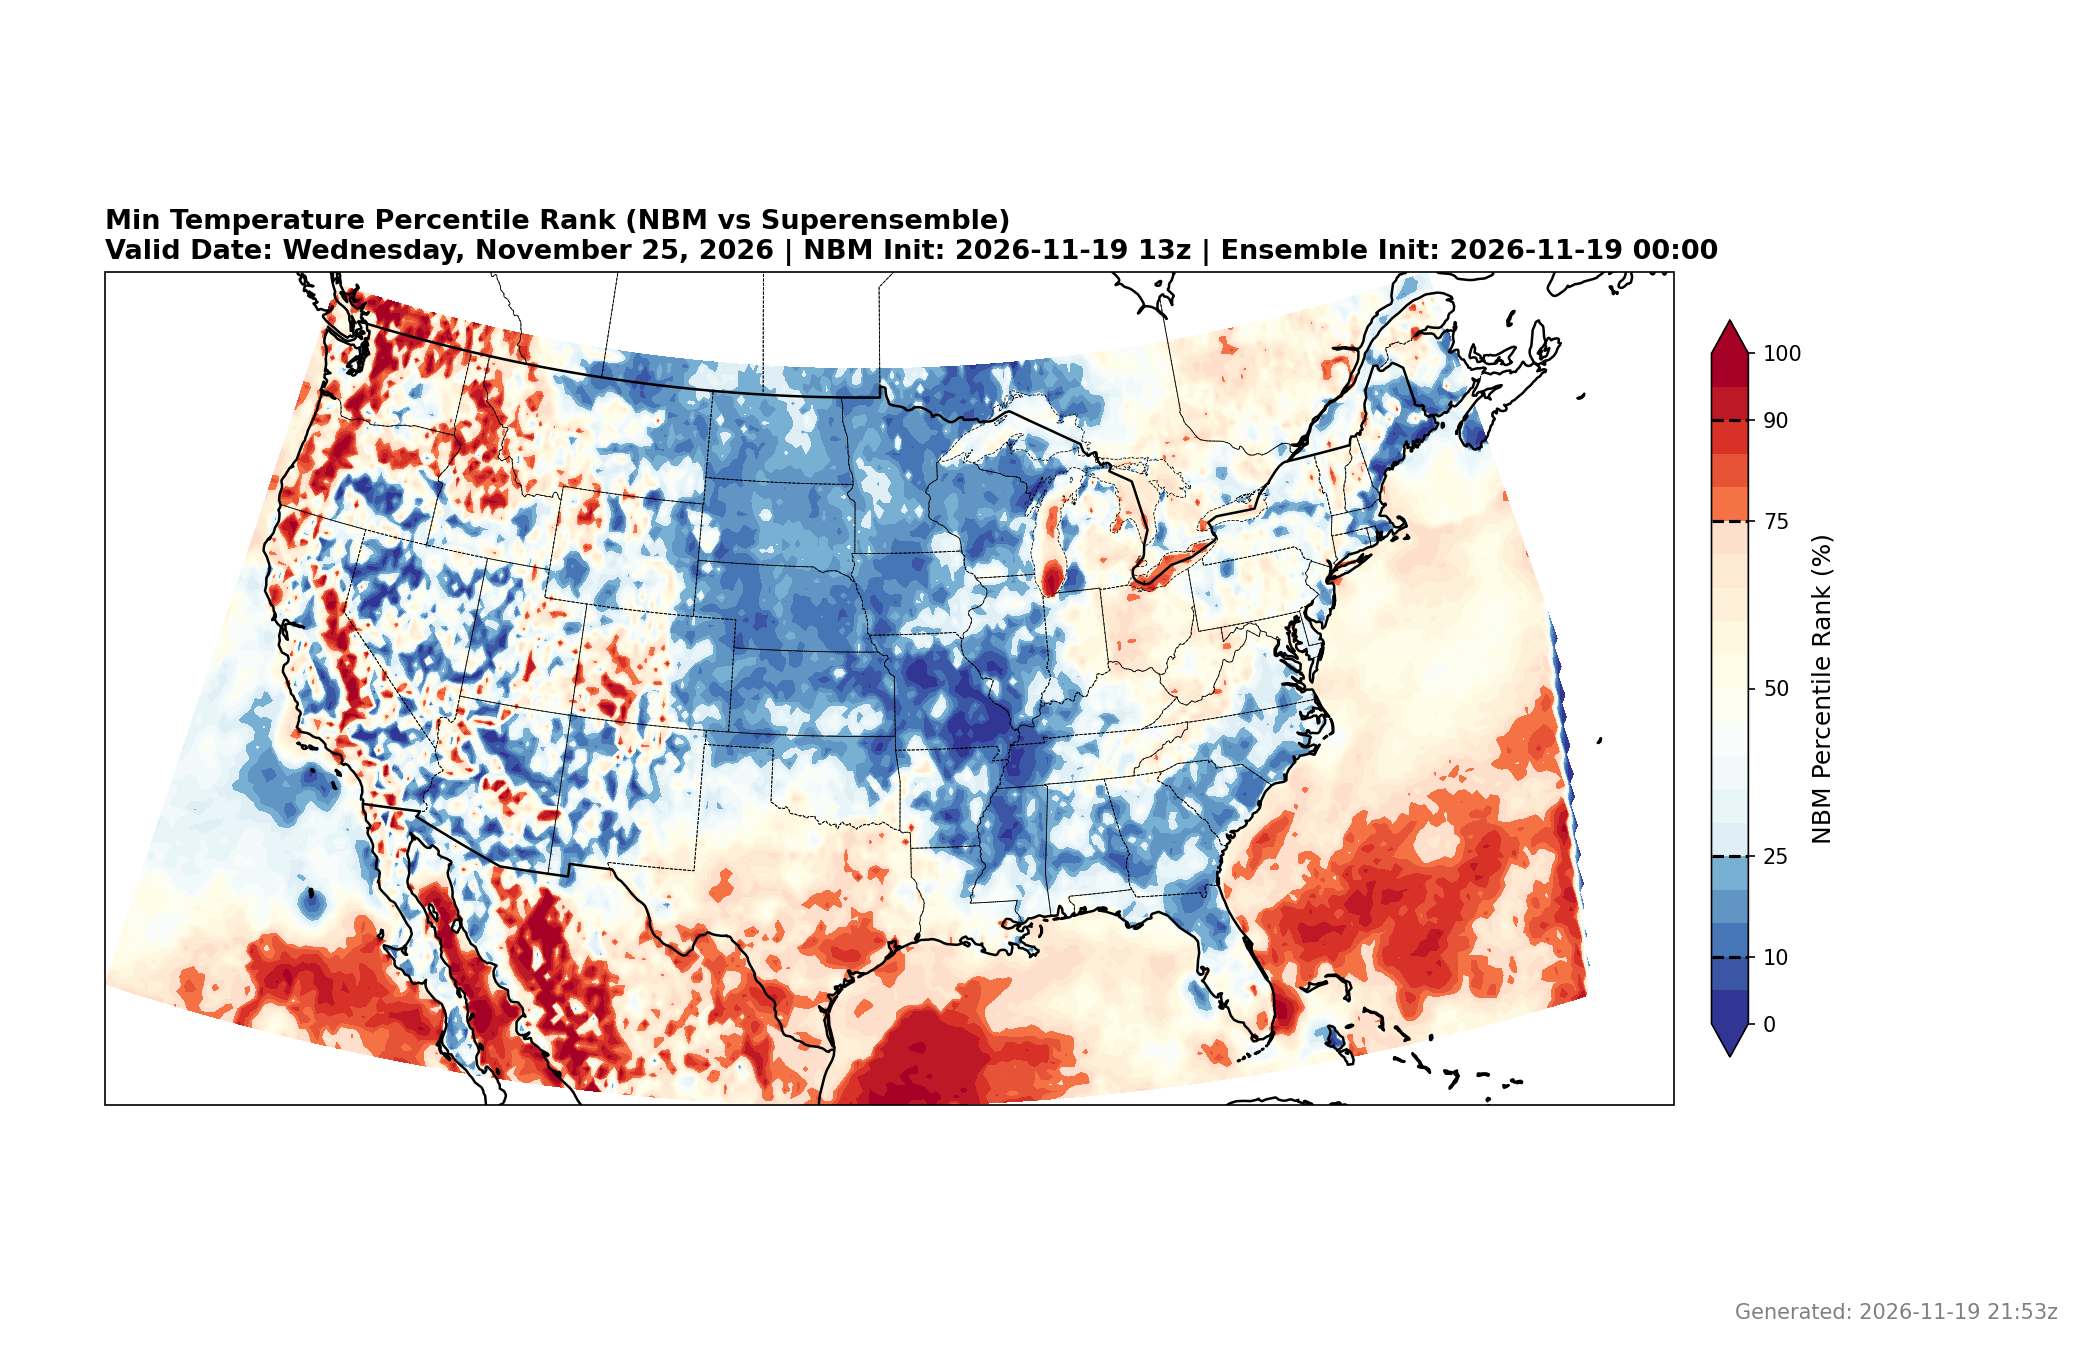 Min Temperature Percentile Rank (NBM vs Superensemble)
Valid Date: Wednesday, November 25, 2026 | NBM Init: 2026-11-19 13z | Ensemble Init: 2026-11-19 00:00
100
90
75
50
25
10
0
NBM Percentile Rank (%)
Generated: 2026-11-19 21:53z